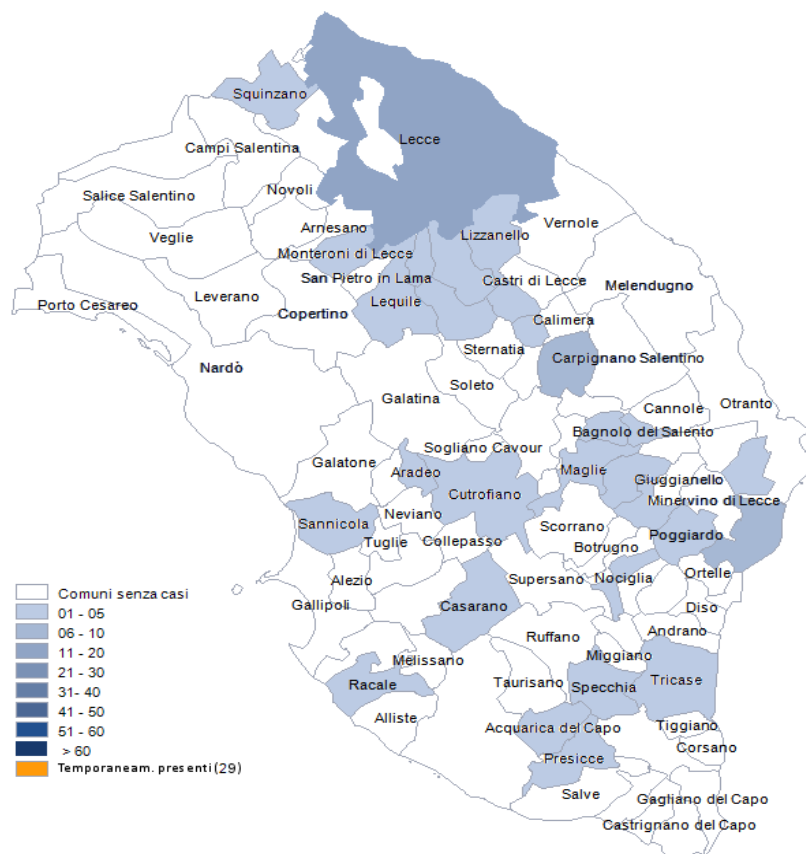 Squinzano
Lecce
Campi Salentina
Salice Salentino
Novoli
Arnesano
Vernole
Veglie
Lizzanello
Monteroni di Lecce
San Pietro in Lama
Castri di Lecce
Melendugno
Porto Cesareo
Leverano
Lequile
Copertino
Calimera
Sternatia
Carpignano Salentino
Nardò
Soleto
Galatina
Cannole
Otranto
Bagnolo del Salento
Sogliano Cavour
Galatone
Aradeo
Maglie
Giuggianello
Cutrofiano
Minervino di Lecce
Neviano
Sannicola
Scorrano
Tuglie
Collepasso
Botrugno
Poggiardo
Alezio
Supersano
Nociglia
Ortelle
Gallipoli
Casarano
Diso
Ruffano
Andrano
Melissano
Miggiano
Racale
Taurisano
Specchia
Tricase
Alliste
Acquarica del Capo
Tiggiano
Corsano
Presicce
Salve
Gagliano del Capo
Castrignano del Capo
Comuni senza casi
01 - 05
06 - 10
11 - 20
21 - 30
31- 40
41 - 50
51 - 60
> 60
Temporaneam. presenti (29)